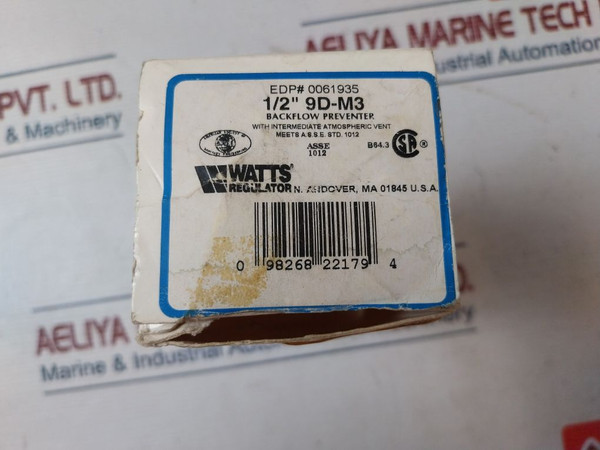 AELIYA MARINE TECH
Industrial Automation
PVT. LTD.
& Machinery
EDP# 0061935
1/2" 9D-M3
BACKFLOW PREVENTER
WITH INTERMEDIATE ATMOSPHERIC VENT
MEETS A.S.S.E. STD. 1012
ASSE
1012
B64.3
WATTS
REGULATOR N. ANDOVER, MA 01845 U.S.A.
0 98268 22179 4
AELIYA
Marine & Industrial